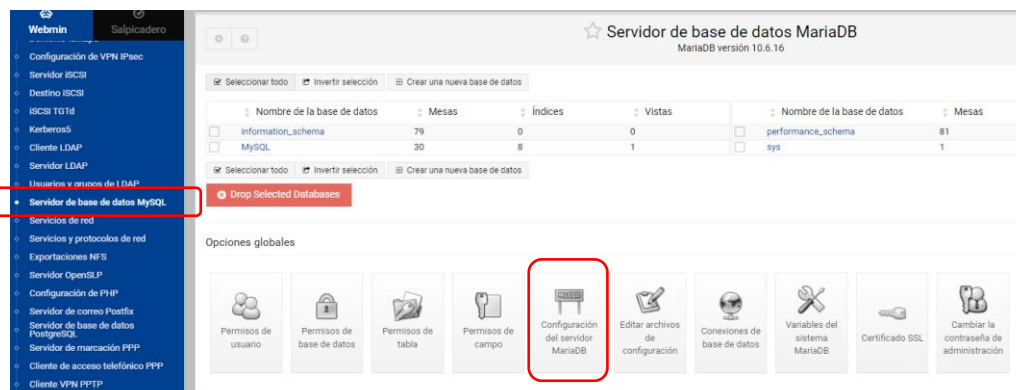 Webmin
Salpicadero
Configuración de VPN IPsec
Servidor iSCSI
Destino iSCSI
iSCSI TGTd
Kerberos5
Cliente LDAP
Servidor LDAP
Usuarios y grupos de LDAP
Servidor de base de datos MySQL
Servicios de red
Servicios y protocolos de red
Exportaciones NFS
Servidor OpenSLP
Configuración de PHP
Servidor de correo Postfix
Servidor de base de datos
PostgreSQL
Servidor de marcación PPP
Cliente de acceso telefónico PPP
Cliente VPN PPTP
Servidor de base de datos MariaDB
MariaDB versión 10.6.16
Seleccionar todo Invertir selección Crear una nueva base de datos
Nombre de la base de datos Mesas Índices Vistas Nombre de la base de datos Mesas
information_schema 79 0 0 performance_schema 81
MySQL 30 8 1 sys 1
Seleccionar todo Invertir selección Crear una nueva base de datos
Drop Selected Databases
Opciones globales
Permisos de
usuario
Permisos de
base de datos
Permisos de
tabla
Permisos de
campo
Configuración
del servidor
MariaDB
Editar archivos
de
configuración
Conexiones de
base de datos
Variables del
sistema
MariaDB
Certificado SSL
Cambiar la
contraseña de
administración